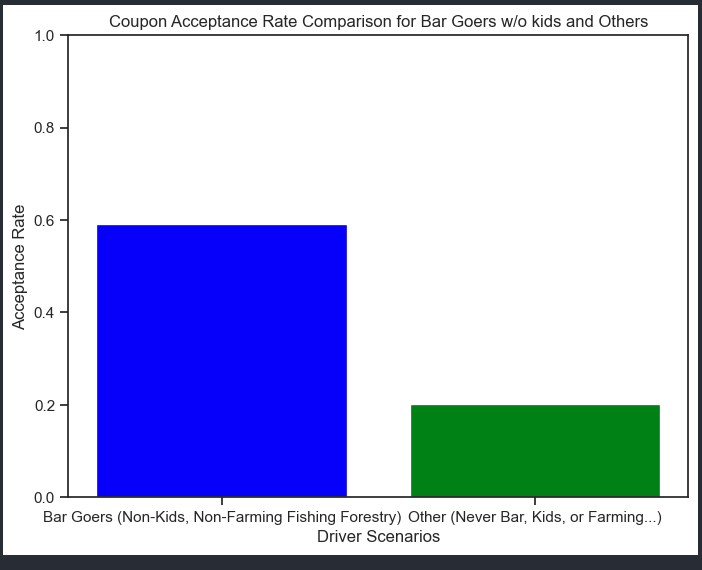 Coupon Acceptance Rate Comparison for Bar Goers w/o kids and Others
1.0
0.8
0.6
0.4
0.2
0.0
Acceptance Rate
Bar Goers (Non-Kids, Non-Farming Fishing Forestry)
Other (Never Bar, Kids, or Farming...)
Driver Scenarios